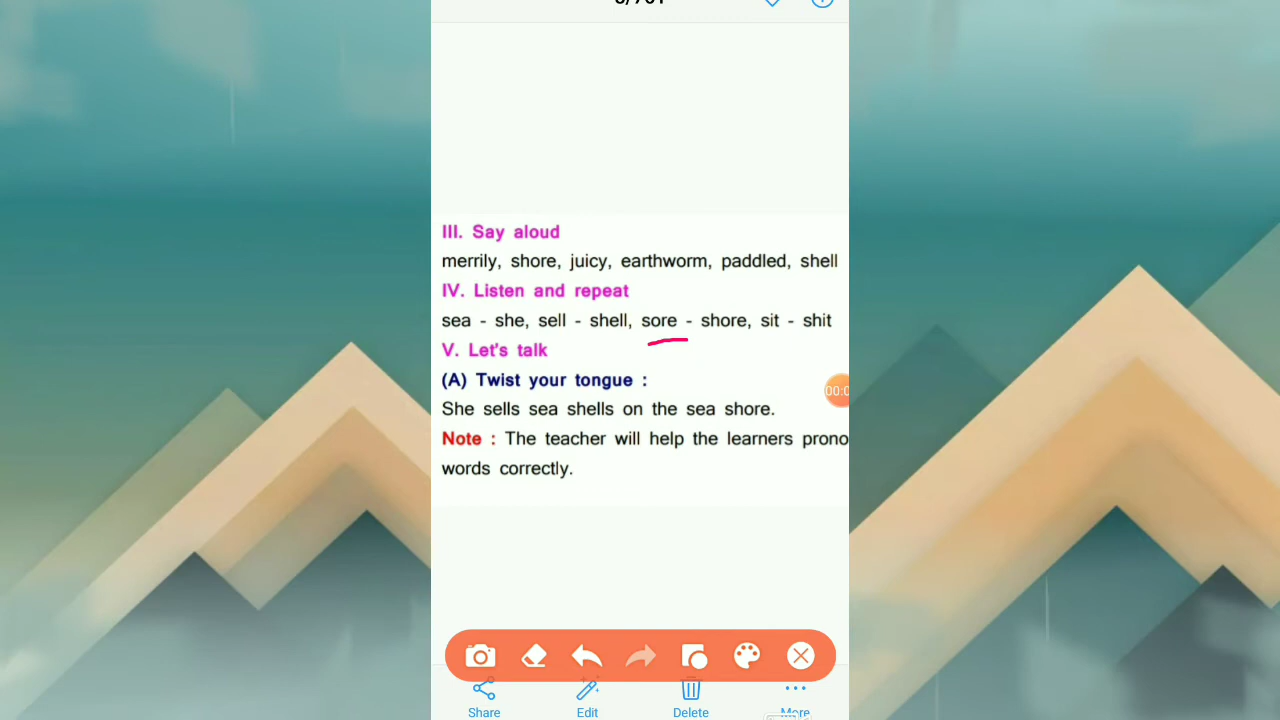 III. Say aloud
merrily, shore, juicy, earthworm, paddled, shell
IV. Listen and repeat
sea - she, sell - shell, sore - shore, sit - shit
V. Let's talk
(A) Twist your tongue :
She sells sea shells on the sea shore.
Note : The teacher will help the learners prono
words correctly.
Share Edit Delete More